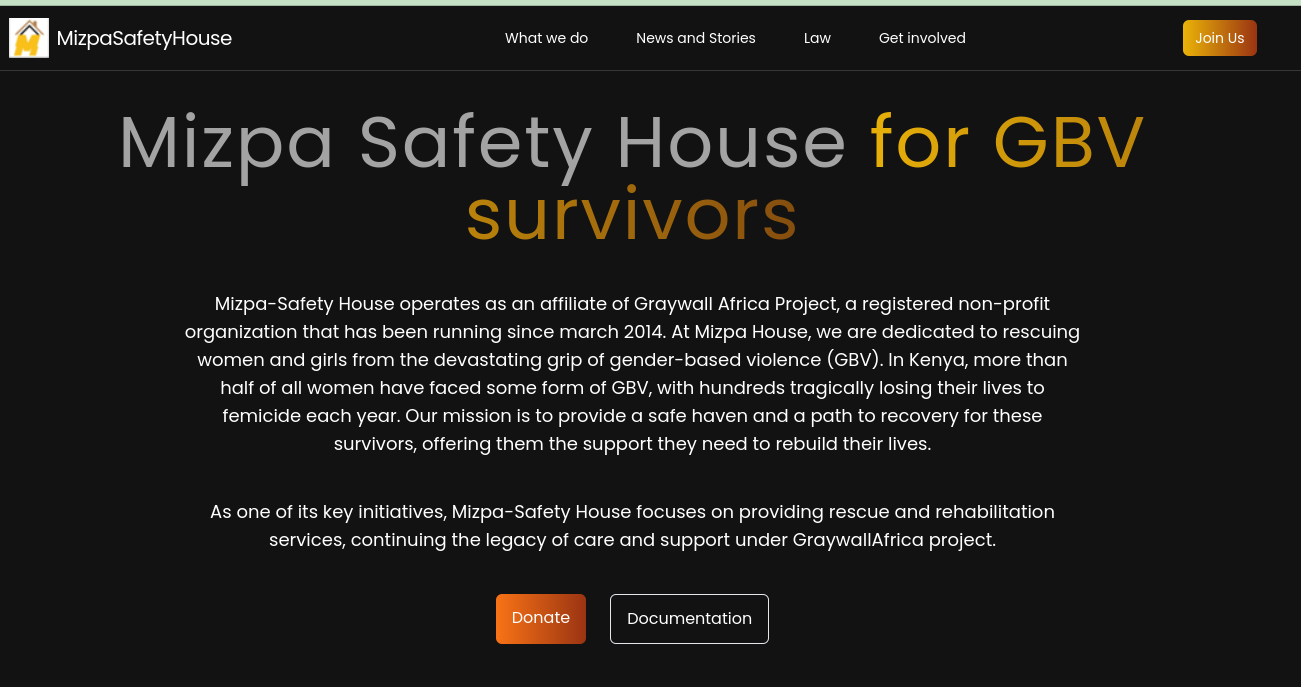 MizpaSafetyHouse
What we do
News and Stories
Law
Get involved
Join Us
Mizpa Safety House for GBV
survivors
Mizpa-Safety House operates as an affiliate of Graywall Africa Project, a registered non-profit
organization that has been running since march 2014. At Mizpa House, we are dedicated to rescuing
women and girls from the devastating grip of gender-based violence (GBV). In Kenya, more than
half of all women have faced some form of GBV, with hundreds tragically losing their lives to
femicide each year. Our mission is to provide a safe haven and a path to recovery for these
survivors, offering them the support they need to rebuild their lives.
As one of its key initiatives, Mizpa-Safety House focuses on providing rescue and rehabilitation
services, continuing the legacy of care and support under GraywallAfrica project.
Donate
Documentation